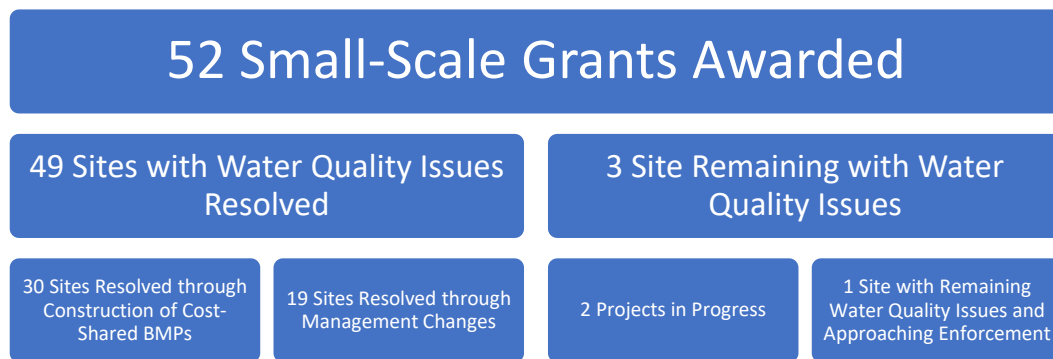 52 Small-Scale Grants Awarded
49 Sites with Water Quality Issues
Resolved
3 Site Remaining with Water
Quality Issues
30 Sites Resolved through
Construction of Cost-
Shared BMPs
19 Sites Resolved through
Management Changes
2 Projects in Progress
1 Site with Remaining
Water Quality Issues and
Approaching Enforcement